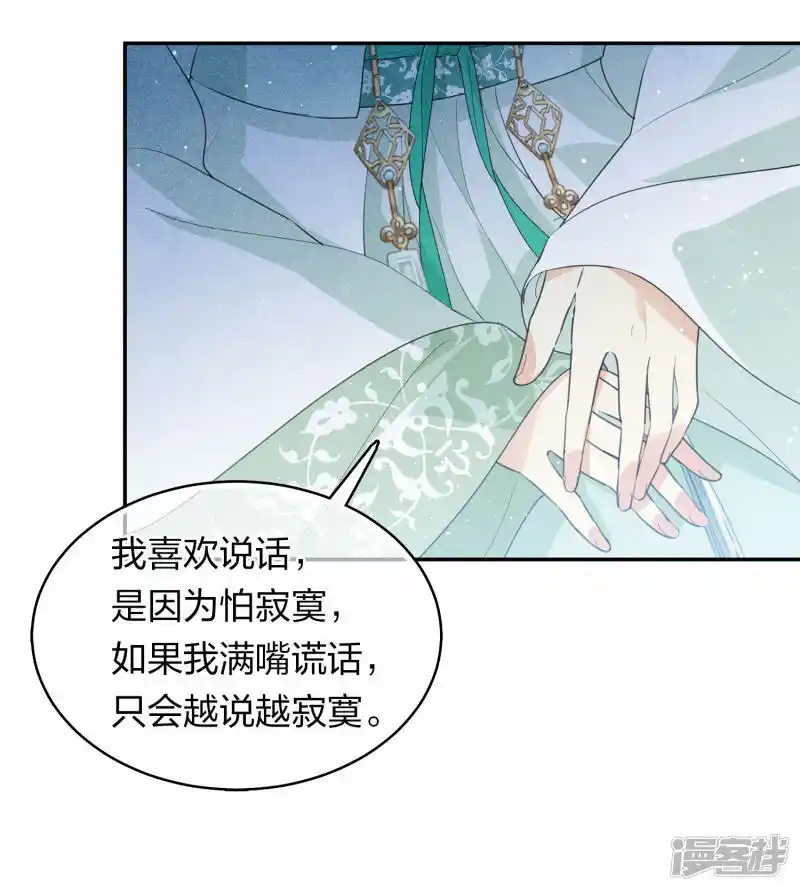 我喜欢说话，
是因为怕寂寞，
如果我满嘴谎话，
只会越说越寂寞。
漫客栈